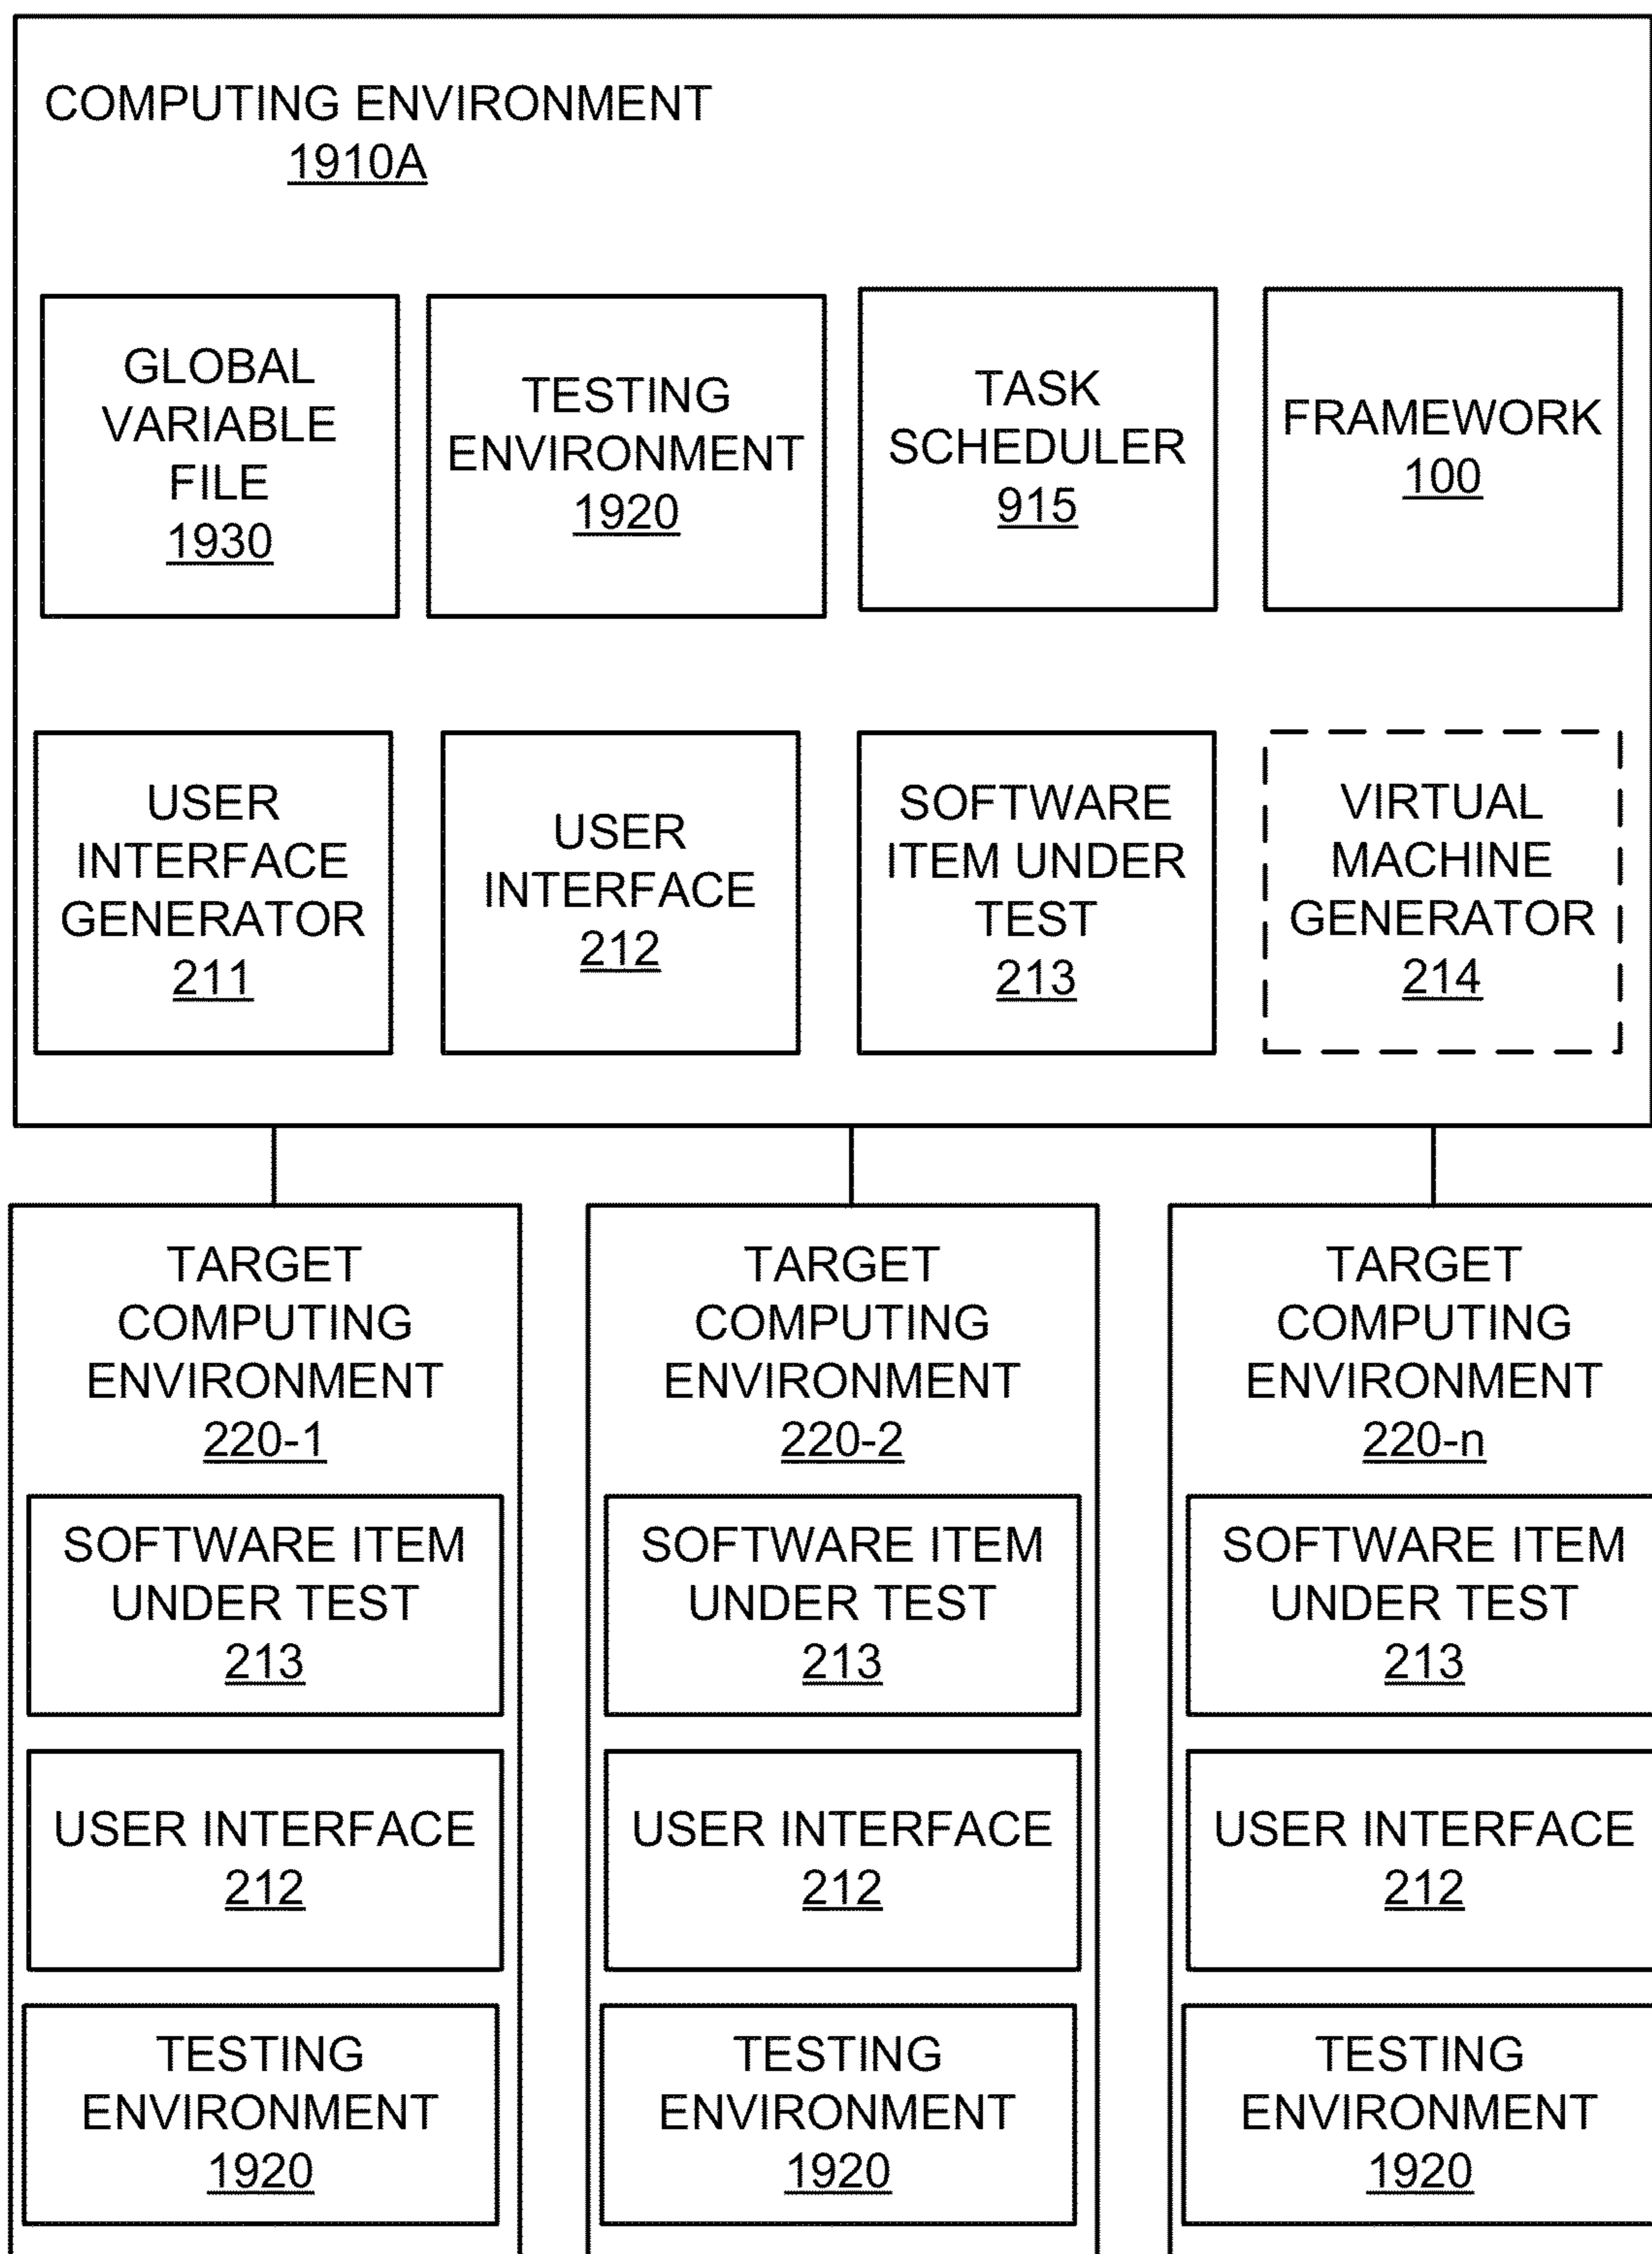 COMPUTING ENVIRONMENT
1910A
GLOBAL
VARIABLE
FILE
1930
TESTING
ENVIRONMENT
1920
TASK
SCHEDULER
915
FRAMEWORK
100
USER
INTERFACE
GENERATOR
211
USER
INTERFACE
212
SOFTWARE
ITEM UNDER
TEST
213
VIRTUAL
MACHINE
GENERATOR
214
TARGET
COMPUTING
ENVIRONMENT
220-1
SOFTWARE ITEM
UNDER TEST
213
USER INTERFACE
212
TESTING
ENVIRONMENT
1920
TARGET
COMPUTING
ENVIRONMENT
220-2
SOFTWARE ITEM
UNDER TEST
213
USER INTERFACE
212
TESTING
ENVIRONMENT
1920
TARGET
COMPUTING
ENVIRONMENT
220-n
SOFTWARE ITEM
UNDER TEST
213
USER INTERFACE
212
TESTING
ENVIRONMENT
1920